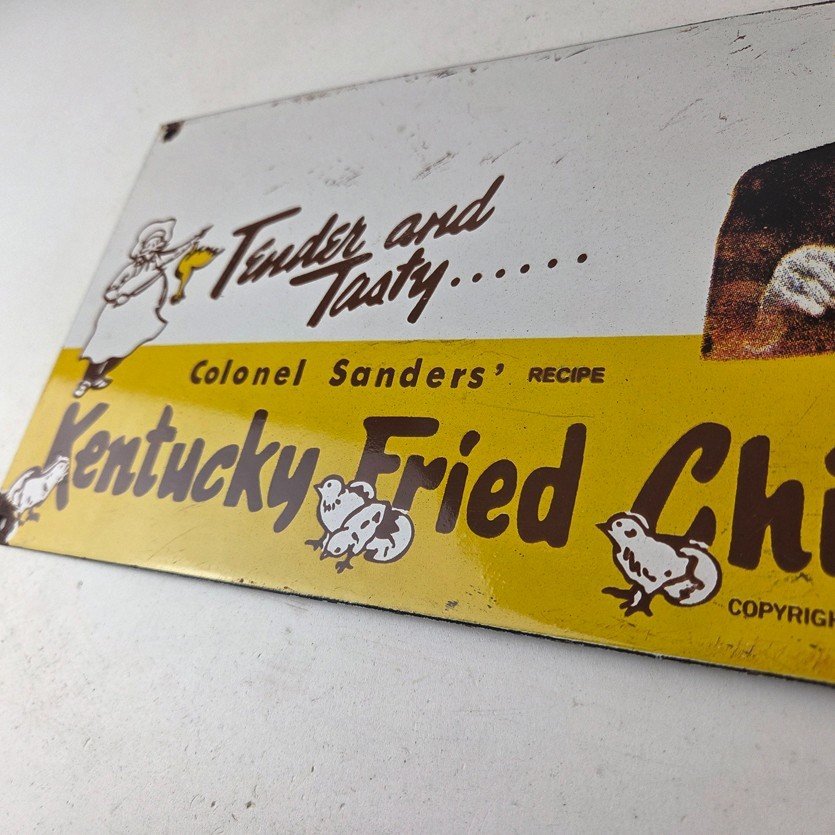 Tender and
Tasty......
Colonel Sanders' RECIPE
Kentucky Fried Chi
COPYRIGH